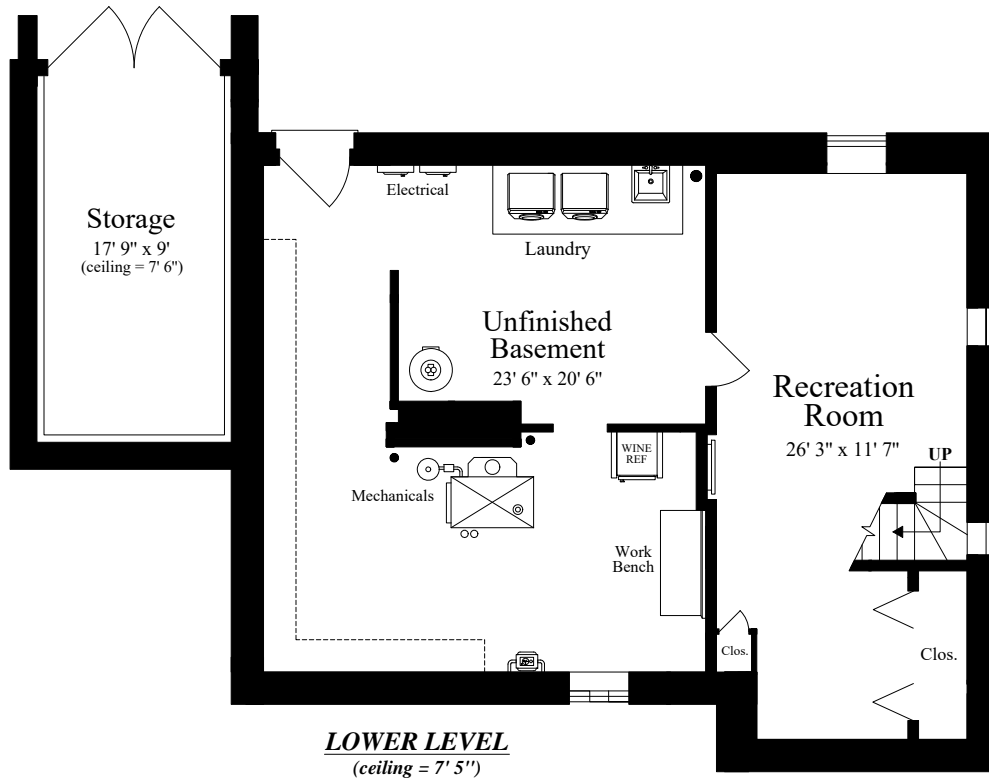 Storage
17' 9" x 9'
(ceiling = 7' 6")
Electrical
Laundry
Unfinished
Basement
23' 6" x 20' 6"
Recreation
Room
26' 3" x 11' 7"
UP
WINE
REF
Mechanicals
Work
Bench
Clos.
Clos.
LOWER LEVEL
(ceiling = 7' 5")